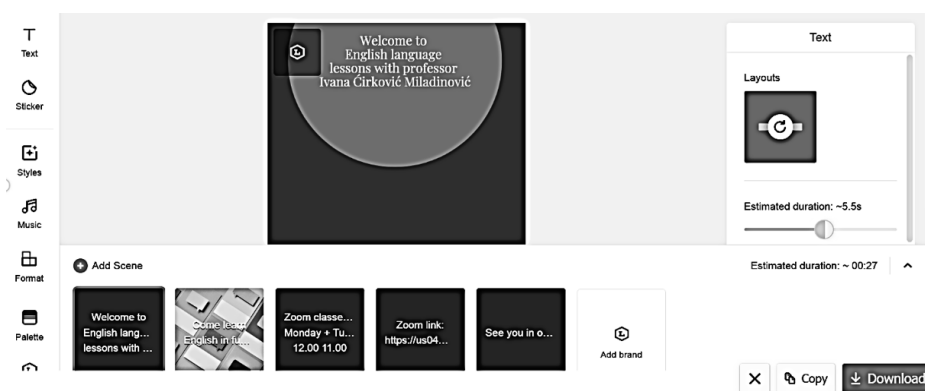 Text
Sticker
Styles
Music
Format
Palette
Welcome to
English language
lessons with professor
Ivana Ćirković Miladinović
Text
Layouts
Estimated duration: ~5.5s
Add Scene
Estimated duration: ~ 00:27
Welcome to
English lang...
lessons with ...
Come learn
English in fu...
Zoom classe...
Monday + Tu...
12.00 11.00
Zoom link:
https://us04...
See you in o...
Add brand
Copy
Download